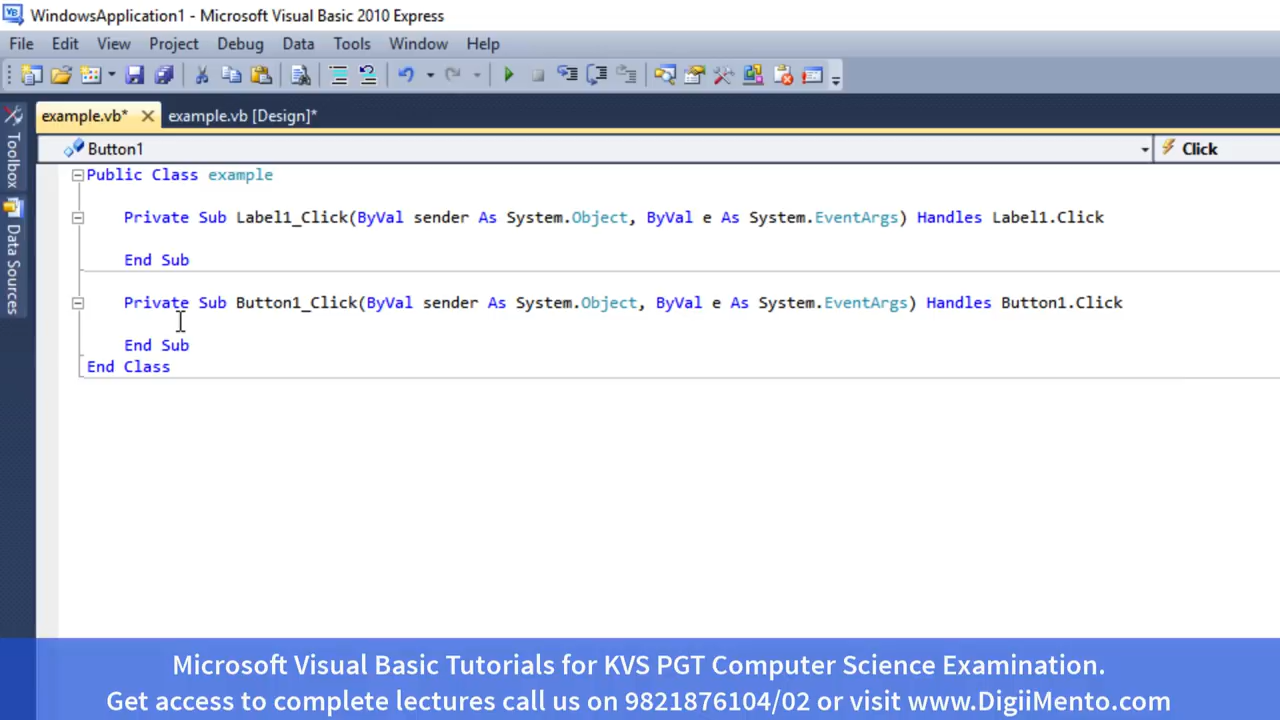 WindowsApplication1 - Microsoft Visual Basic 2010 Express
File Edit View Project Debug Data Tools Window Help
example.vb* example.vb [Design]*
Toolbox
Data Sources
Button1 Click
Public Class example
Private Sub Label1_Click(ByVal sender As System.Object, ByVal e As System.EventArgs) Handles Label1.Click
End Sub
Private Sub Button1_Click(ByVal sender As System.Object, ByVal e As System.EventArgs) Handles Button1.Click
End Sub
End Class
Microsoft Visual Basic Tutorials for KVS PGT Computer Science Examination.
Get access to complete lectures call us on 9821876104/02 or visit www.DigiiMento.com